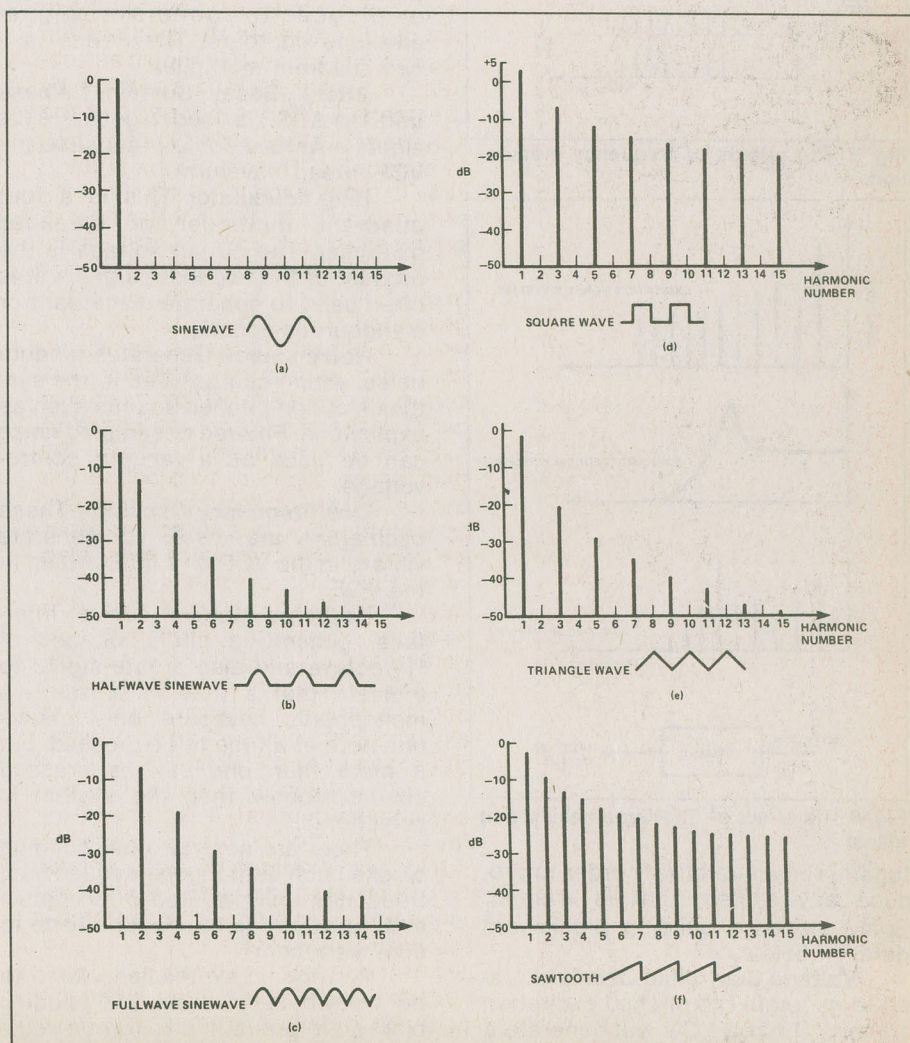 0
-10
-20
-30
-40
-50
1 2 3 4 5 6 7 8 9 10 11 12 13 14 15
SINEWAVE
(a)
+5
0
-10
-20
dB
-30
-40
-50
1 2 3 4 5 6 7 8 9 10 11 12 13 14 15
HARMONIC
NUMBER
SQUARE WAVE
(d)
0
-10
-20
-30
-40
-50
1 2 3 4 5 6 7 8 9 10 11 12 13 14 15
HALFWAVE SINEWAVE
(b)
0
-10
-20
dB
-30
-40
-50
1 2 3 4 5 6 7 8 9 10 11 12 13 14 15
HARMONIC
NUMBER
TRIANGLE WAVE
(e)
0
-10
-20
dB
-30
-40
-50
1 2 3 4 5 6 7 8 9 10 11 12 13 14 15
FULLWAVE SINEWAVE
(c)
0
-10
-20
dB
-30
-40
-50
1 2 3 4 5 6 7 8 9 10 11 12 13 14 15
HARMONIC
NUMBER
SAWTOOTH
(f)